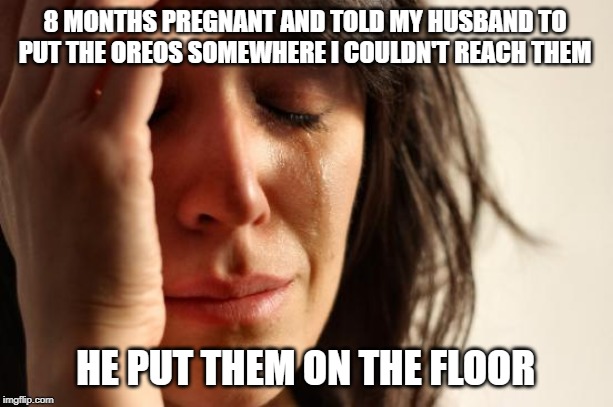 8 MONTHS PREGNANT AND TOLD MY HUSBAND TO
PUT THE OREOS SOMEWHERE I COULDN'T REACH THEM
HE PUT THEM ON THE FLOOR
imgflip.com